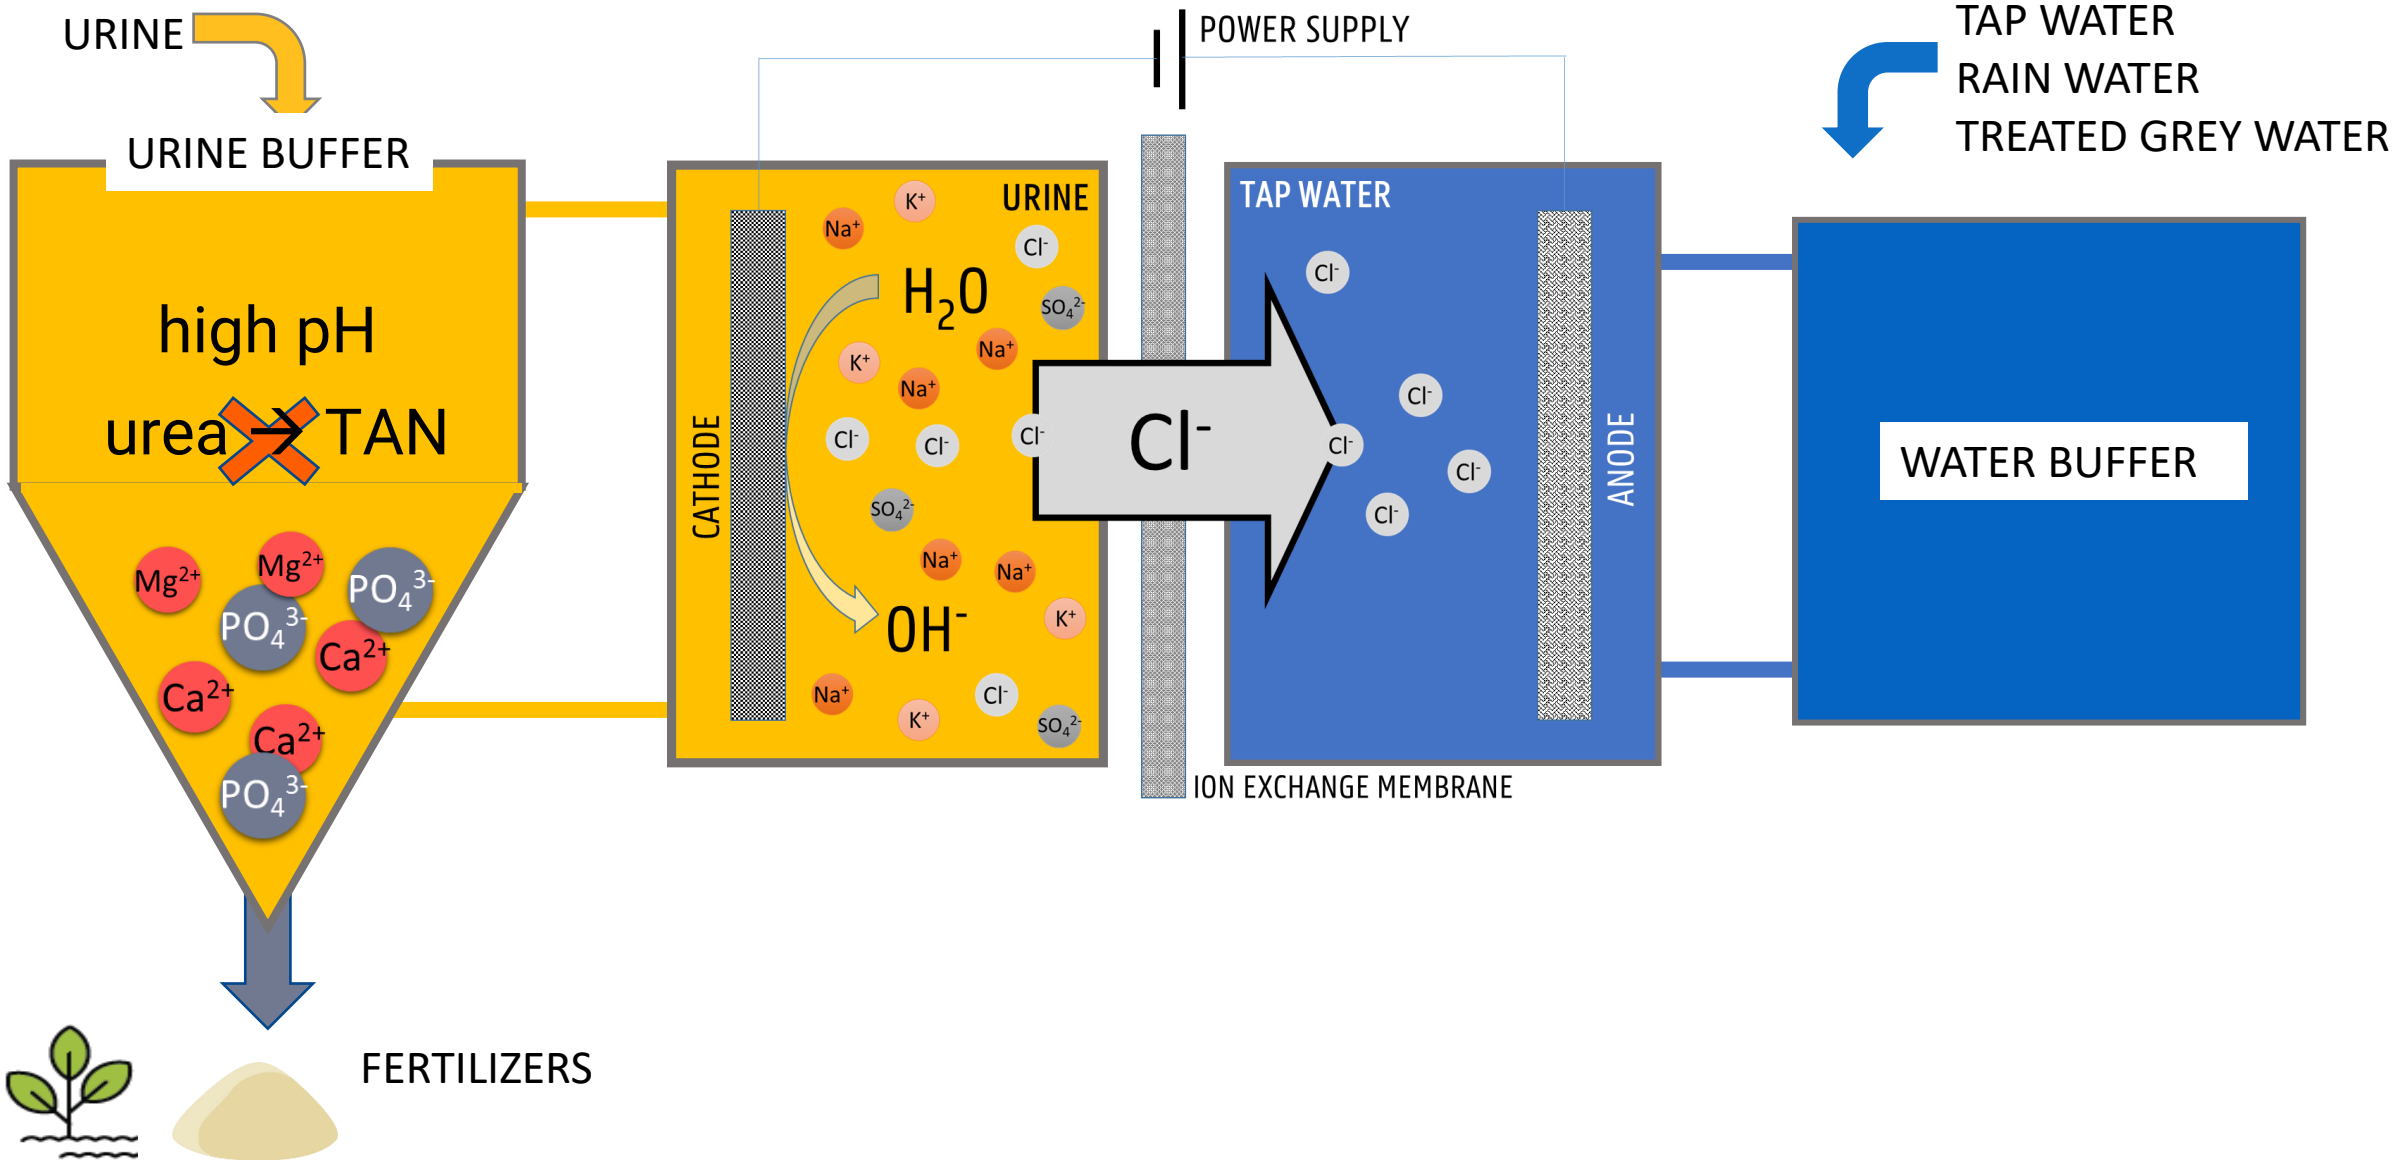 URINE
URINE BUFFER
high pH
urea → TAN
Mg²⁺
Mg²⁺
PO₄³⁻
PO₄³⁻
Ca²⁺
Ca²⁺
Ca²⁺
PO₄³⁻
FERTILIZERS
POWER SUPPLY
URINE
K⁺
Na⁺
Cl⁻
H₂O
SO₄²⁻
Na⁺
K⁺
Na⁺
Cl⁻
Cl⁻
Cl⁻
CATHODE
SO₄²⁻
Na⁺
Na⁺
OH⁻
K⁺
Na⁺
Cl⁻
K⁺
SO₄²⁻
Cl⁻
TAP WATER
Cl⁻
Cl⁻
Cl⁻
Cl⁻
Cl⁻
ANODE
ION EXCHANGE MEMBRANE
TAP WATER
RAIN WATER
TREATED GREY WATER
WATER BUFFER